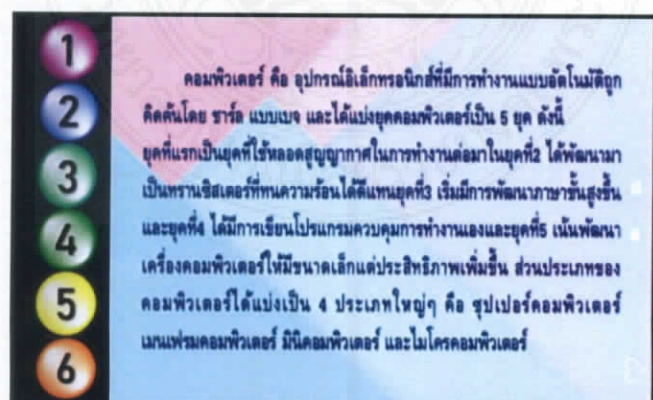 1
2
3
4
5
6
คอมพิวเตอร์ คือ อุปกรณ์อิเล็กทรอนิกส์ที่มีการทำงานแบบอัตโนมัติถูก
คิดค้นโดย ชาร์ล แบบเบจ และได้แบ่งยุคคอมพิวเตอร์เป็น 5 ยุค ดังนี้
ยุคที่แรกเป็นยุคที่ใช้หลอดสูญญากาศในการทำงานต่อมาในยุคที่2 ได้พัฒนามา
เป็นทรานซิสเตอร์ที่ทนความร้อนได้ดีแทนยุคที่3 เริ่มมีการพัฒนาภาษาขั้นสูงขึ้น
และยุคที่4 ได้มีการเขียนโปรแกรมควบคุมการทำงานเองและยุคที่5 เน้นพัฒนา
เครื่องคอมพิวเตอร์ให้มีขนาดเล็กแต่ประสิทธิภาพเพิ่มขึ้น ส่วนประเภทของ
คอมพิวเตอร์ได้แบ่งเป็น 4 ประเภทใหญ่ๆ คือ ซุปเปอร์คอมพิวเตอร์
เมนเฟรมคอมพิวเตอร์ มินิคอมพิวเตอร์ และไมโครคอมพิวเตอร์